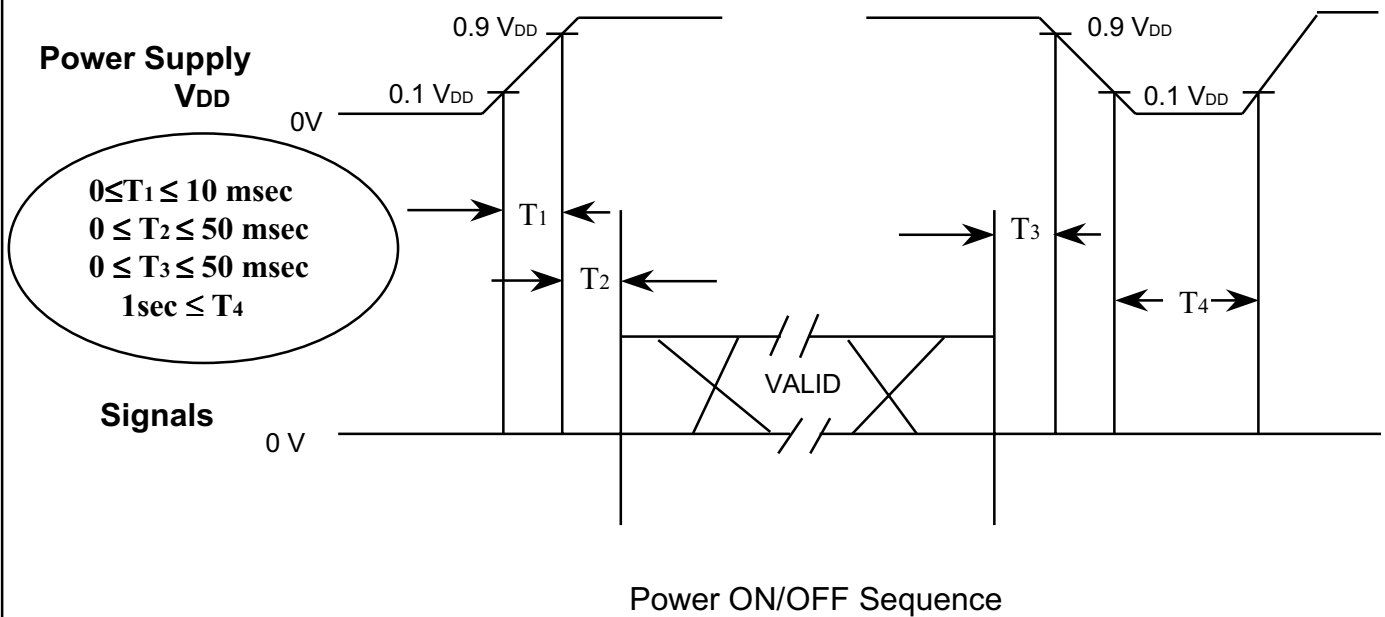 0.9 VDD
0.9 VDD
Power Supply
VDD
0.1 VDD
0.1 VDD
0V
0≤T1 ≤ 10 msec
0 ≤ T2 ≤ 50 msec
0 ≤ T3 ≤ 50 msec
1sec ≤ T4
T1
T3
T2
T4
VALID
Signals
0 V
Power ON/OFF Sequence